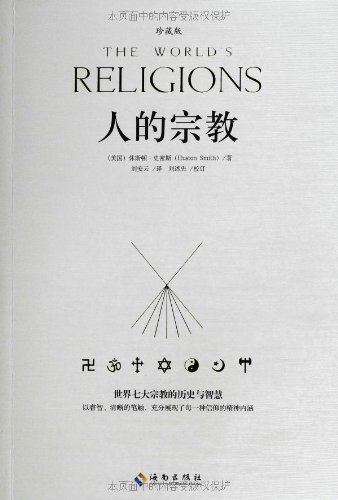 本页面中的内容受版权保护
珍藏版
THE WORLD'S
RELIGIONS
人的宗教
（美国）休斯顿·史密斯（Huston Smith）/著
刘安云 /译 刘述先 /校订
世界七大宗教的历史与智慧
以睿智、清晰的笔触，充分展现了每一种信仰的精神内涵
海南出版社
本页面中的内容受版权保护